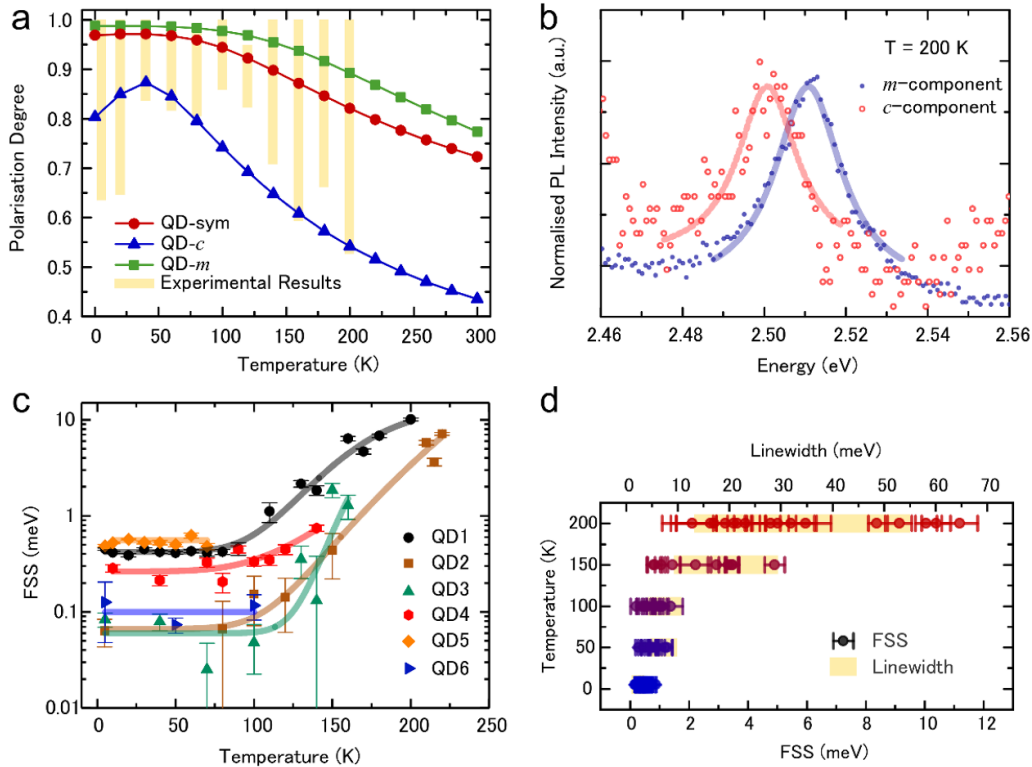 a
1.0
0.9
0.8
0.7
0.6
0.5
0.4
Polarisation Degree
QD-sym
QD-c
QD-m
Experimental Results
0 50 100 150 200 250 300
Temperature (K)
b
T = 200 K
m-component
c-component
Normalised PL Intensity (a.u.)
2.46 2.48 2.50 2.52 2.54 2.56
Energy (eV)
c
10
1
0.1
0.01
FSS (meV)
QD1
QD2
QD3
QD4
QD5
QD6
0 50 100 150 200 250
Temperature (K)
d
Linewidth (meV)
0 10 20 30 40 50 60 70
200
150
100
50
0
Temperature (K)
FSS
Linewidth
0 2 4 6 8 10 12
FSS (meV)